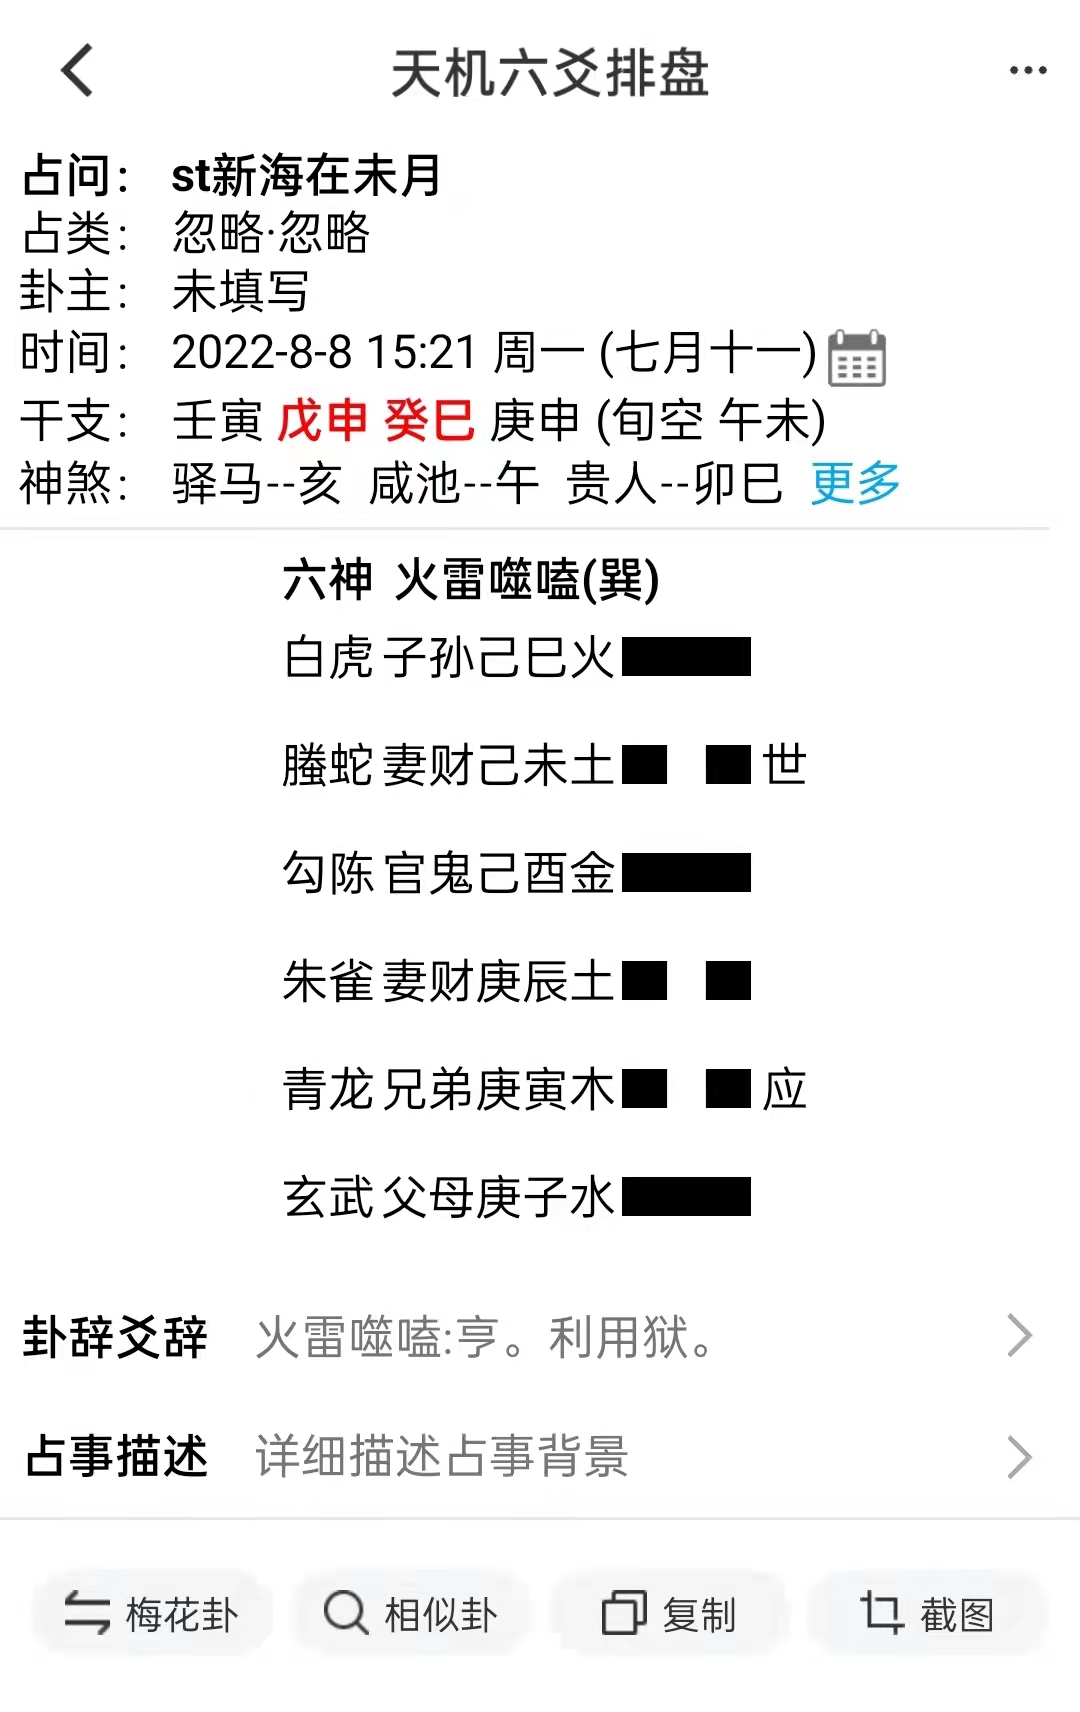 天机六爻排盘
占问： st新海在未月
占类： 忽略·忽略
卦主： 未填写
时间： 2022-8-8 15:21 周一 (七月十一)
干支： 壬寅 戊申 癸巳 庚申 (旬空 午未)
神煞： 驿马--亥 咸池--午 贵人--卯巳 更多
六神 火雷噬嗑(巽)
白虎 子孙己巳火
螣蛇 妻财己未土 世
勾陈 官鬼己酉金
朱雀 妻财庚辰土
青龙 兄弟庚寅木 应
玄武 父母庚子水
卦辞爻辞 火雷噬嗑:亨。利用狱。
占事描述 详细描述占事背景
梅花卦 相似卦 复制 截图